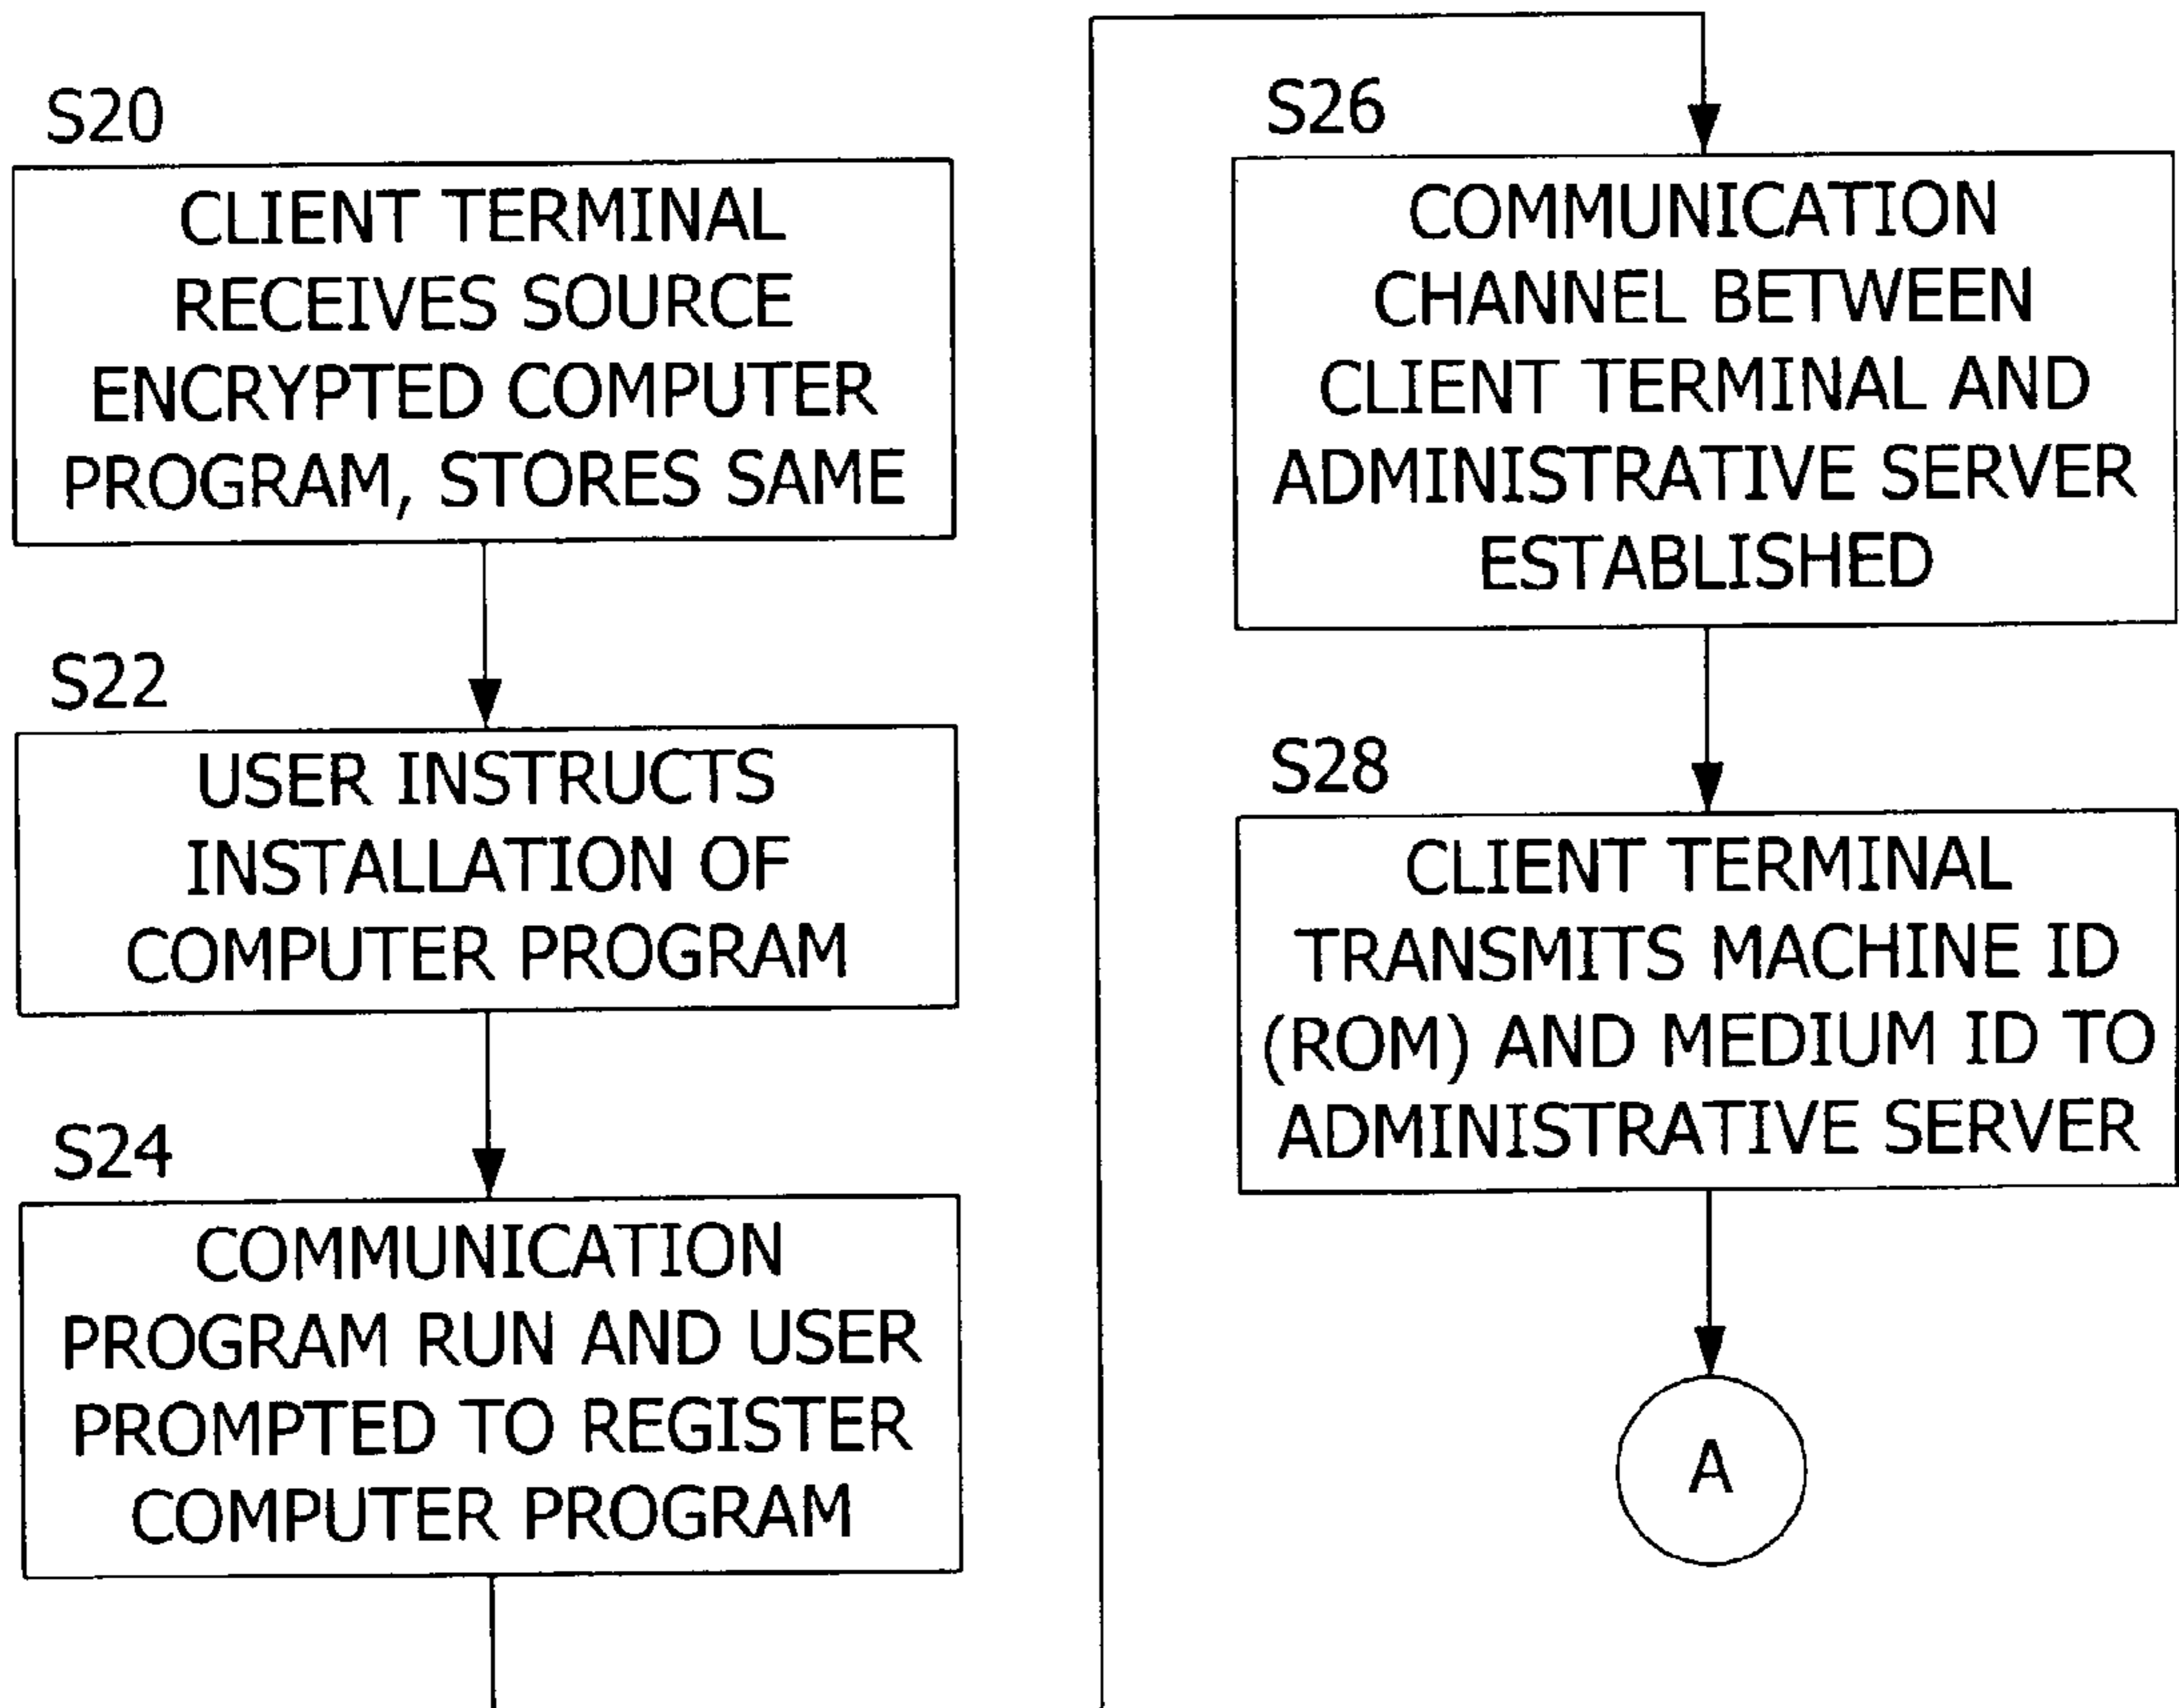 S20
CLIENT TERMINAL
RECEIVES SOURCE
ENCRYPTED COMPUTER
PROGRAM, STORES SAME
S22
USER INSTRUCTS
INSTALLATION OF
COMPUTER PROGRAM
S24
COMMUNICATION
PROGRAM RUN AND USER
PROMPTED TO REGISTER
COMPUTER PROGRAM
S26
COMMUNICATION
CHANNEL BETWEEN
CLIENT TERMINAL AND
ADMINISTRATIVE SERVER
ESTABLISHED
S28
CLIENT TERMINAL
TRANSMITS MACHINE ID
(ROM) AND MEDIUM ID TO
ADMINISTRATIVE SERVER
A